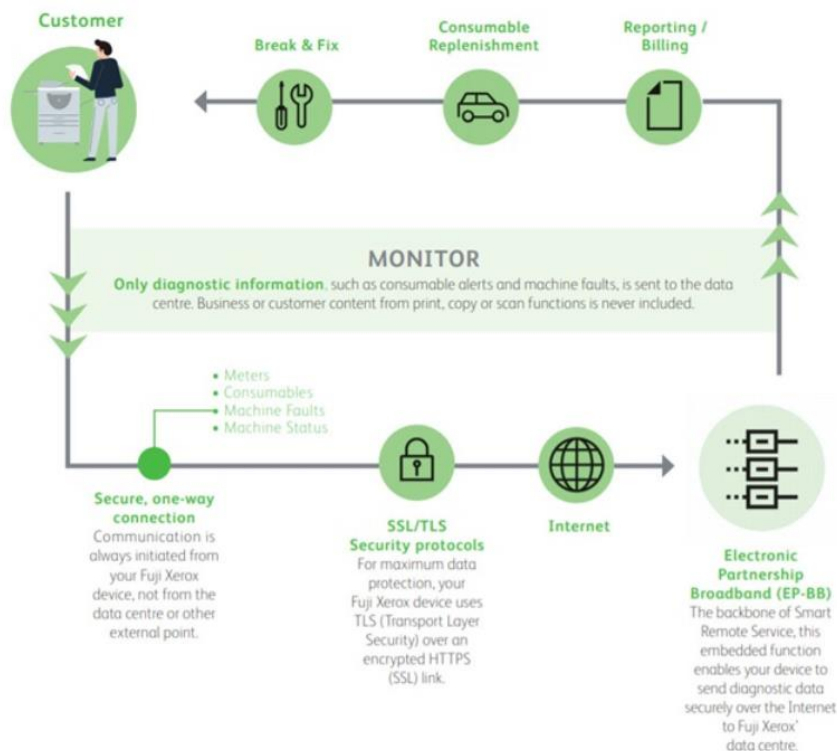 Customer
Break & Fix
Consumable
Replenishment
Reporting /
Billing
MONITOR
Only diagnostic information, such as consumable alerts and machine faults, is sent to the data
centre. Business or customer content from print, copy or scan functions is never included.
• Meters
• Consumables
• Machine Faults
• Machine Status
Secure, one-way
connection
Communication is
always initiated from
your Fuji Xerox
device, not from the
data centre or other
external point.
SSL/TLS
Security protocols
For maximum data
protection, your
Fuji Xerox device uses
TLS (Transport Layer
Security) over an
encrypted HTTPS
(SSL) link.
Internet
Electronic
Partnership
Broadband (EP-BB)
The backbone of Smart
Remote Service, this
embedded function
enables your device to
send diagnostic data
securely over the Internet
to Fuji Xerox'
data centre.